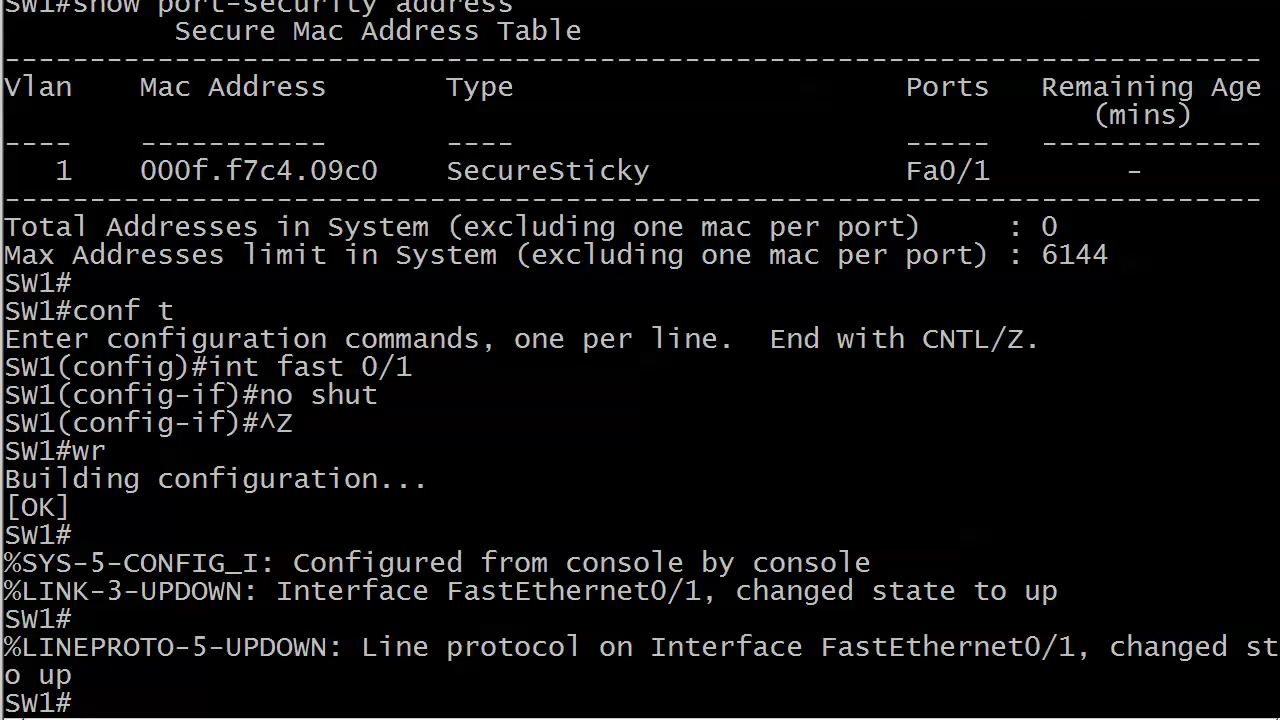 SW1#show port-security address
Secure Mac Address Table
-------------------------------------------------------------------------
Vlan    Mac Address       Type                       Ports   Remaining Age
                                                                (mins)
----    -----------       ----                       -----   -------------
   1    000f.f7c4.09c0    SecureSticky               Fa0/1        -
-------------------------------------------------------------------------
Total Addresses in System (excluding one mac per port)     : 0
Max Addresses limit in System (excluding one mac per port) : 6144
SW1#
SW1#conf t
Enter configuration commands, one per line.  End with CNTL/Z.
SW1(config)#int fast 0/1
SW1(config-if)#no shut
SW1(config-if)#^Z
SW1#wr
Building configuration...
[OK]
SW1#
%SYS-5-CONFIG_I: Configured from console by console
%LINK-3-UPDOWN: Interface FastEthernet0/1, changed state to up
SW1#
%LINEPROTO-5-UPDOWN: Line protocol on Interface FastEthernet0/1, changed st
o up
SW1#